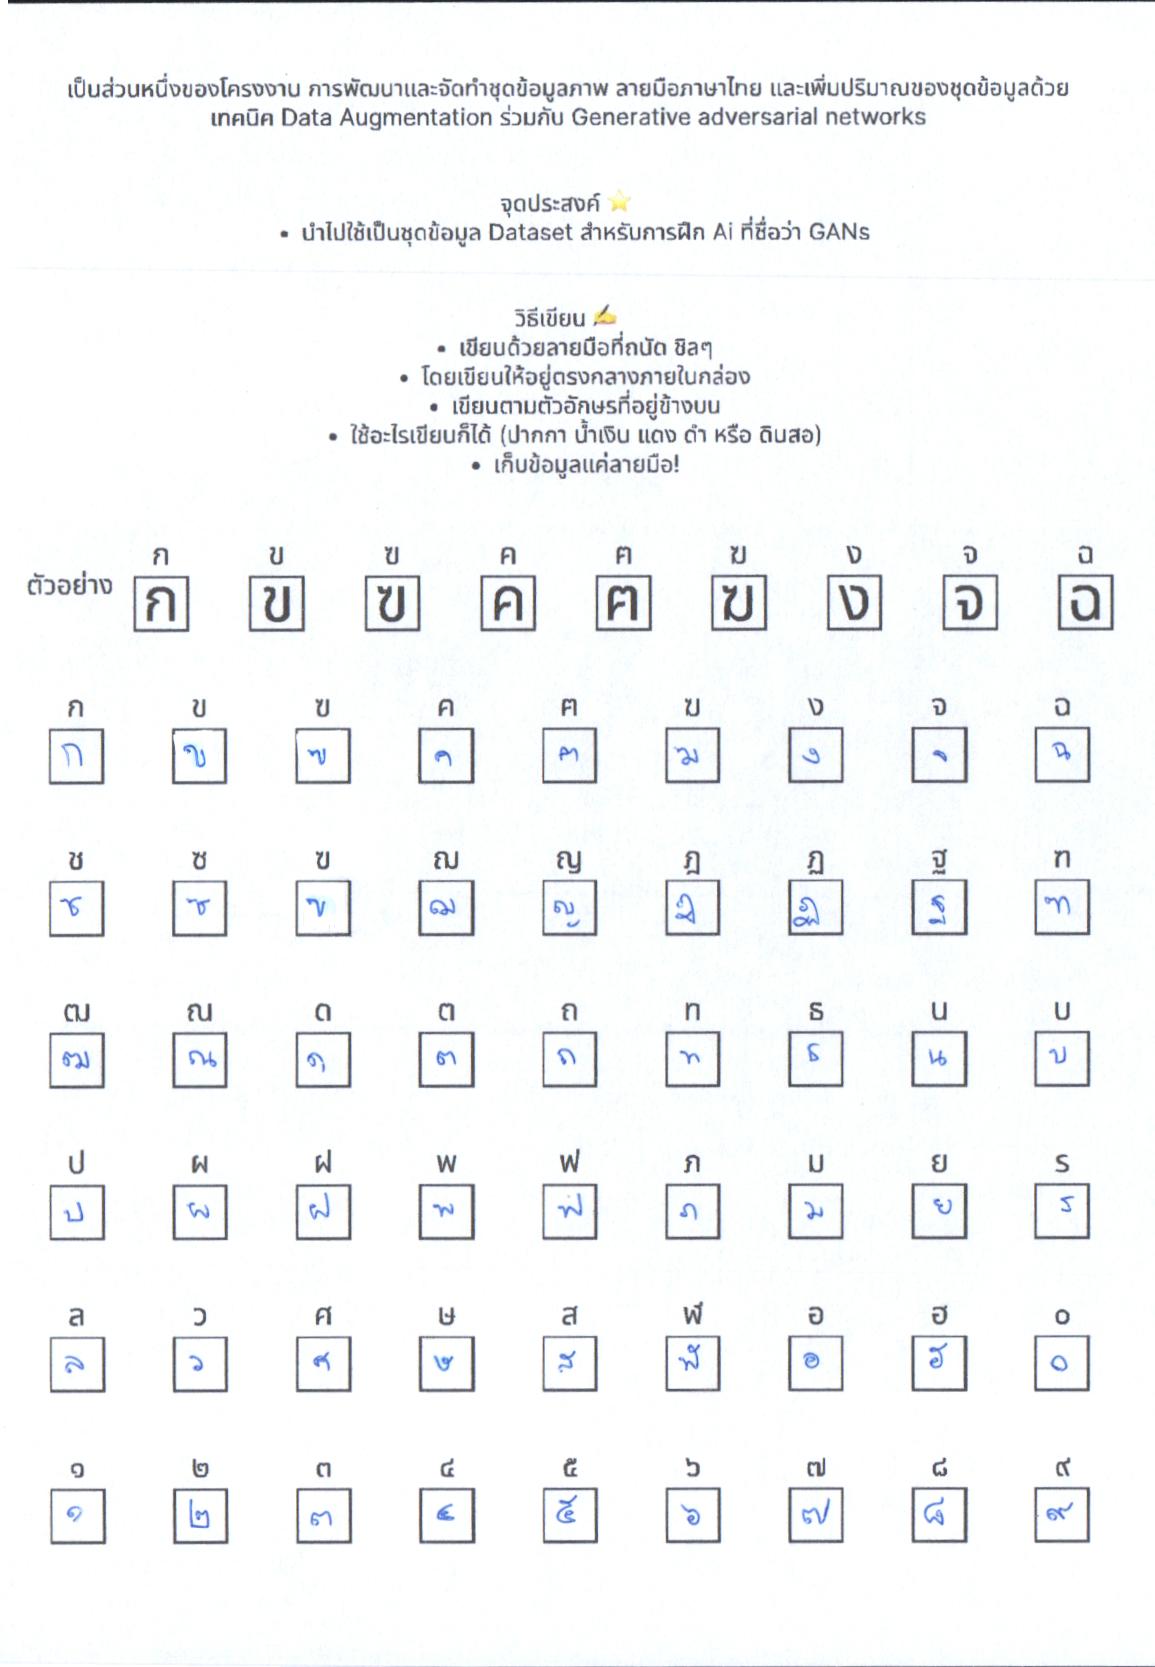 เป็นส่วนหนึ่งของโครงงาน การพัฒนาและจัดทำชุดข้อมูลภาพ ลายมือภาษาไทย และเพิ่มปริมาณของชุดข้อมูลด้วย
เทคนิค Data Augmentation ร่วมกับ Generative adversarial networks
จุดประสงค์ ⭐
• นำไปใช้เป็นชุดข้อมูล Dataset สำหรับการฝึก Ai ที่ชื่อว่า GANs
วิธีเขียน ✍
• เขียนด้วยลายมือที่ถนัด ชิลๆ
• โดยเขียนให้อยู่ตรงกลางภายในกล่อง
• เขียนตามตัวอักษรที่อยู่ข้างบน
• ใช้อะไรเขียนก็ได้ (ปากกา น้ำเงิน แดง ดำ หรือ ดินสอ)
• เก็บข้อมูลแค่ลายมือ!
ก ข ฃ ค ฅ ฆ ง จ ฉ
ตัวอย่าง ก ข ฃ ค ฅ ฆ ง จ ฉ
ก ข ฃ ค ฅ ฆ ง จ ฉ
ก ข ฃ ค ฅ ฆ ง จ ฉ
ช ซ ฃ ฌ ญ ฎ ฏ ฐ ฑ
ช ซ ฃ ฌ ญ ฎ ฏ ฐ ฑ
ฒ ณ ด ต ถ ท ธ น บ
ฒ ณ ด ต ถ ท ธ น บ
ป ผ ฝ พ ฟ ภ ม ย ร
ป ผ ฝ พ ฟ ภ ม ย ร
ล ว ศ ษ ส ฬ อ ฮ ๐
ล ว ศ ษ ส ฬ อ ฮ ๐
๑ ๒ ๓ ๔ ๕ ๖ ๗ ๘ ๙
๑ ๒ ๓ ๔ ๕ ๖ ๗ ๘ ๙